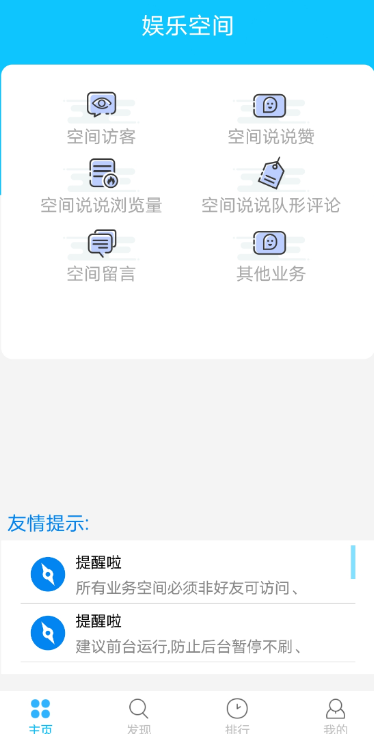 娱乐空间
空间访客
空间说说赞
空间说说浏览量
空间说说队形评论
空间留言
其他业务
友情提示:
提醒啦
所有业务空间必须非好友可访问、
提醒啦
建议前台运行,防止后台暂停不刷、
主页
发现
排行
我的